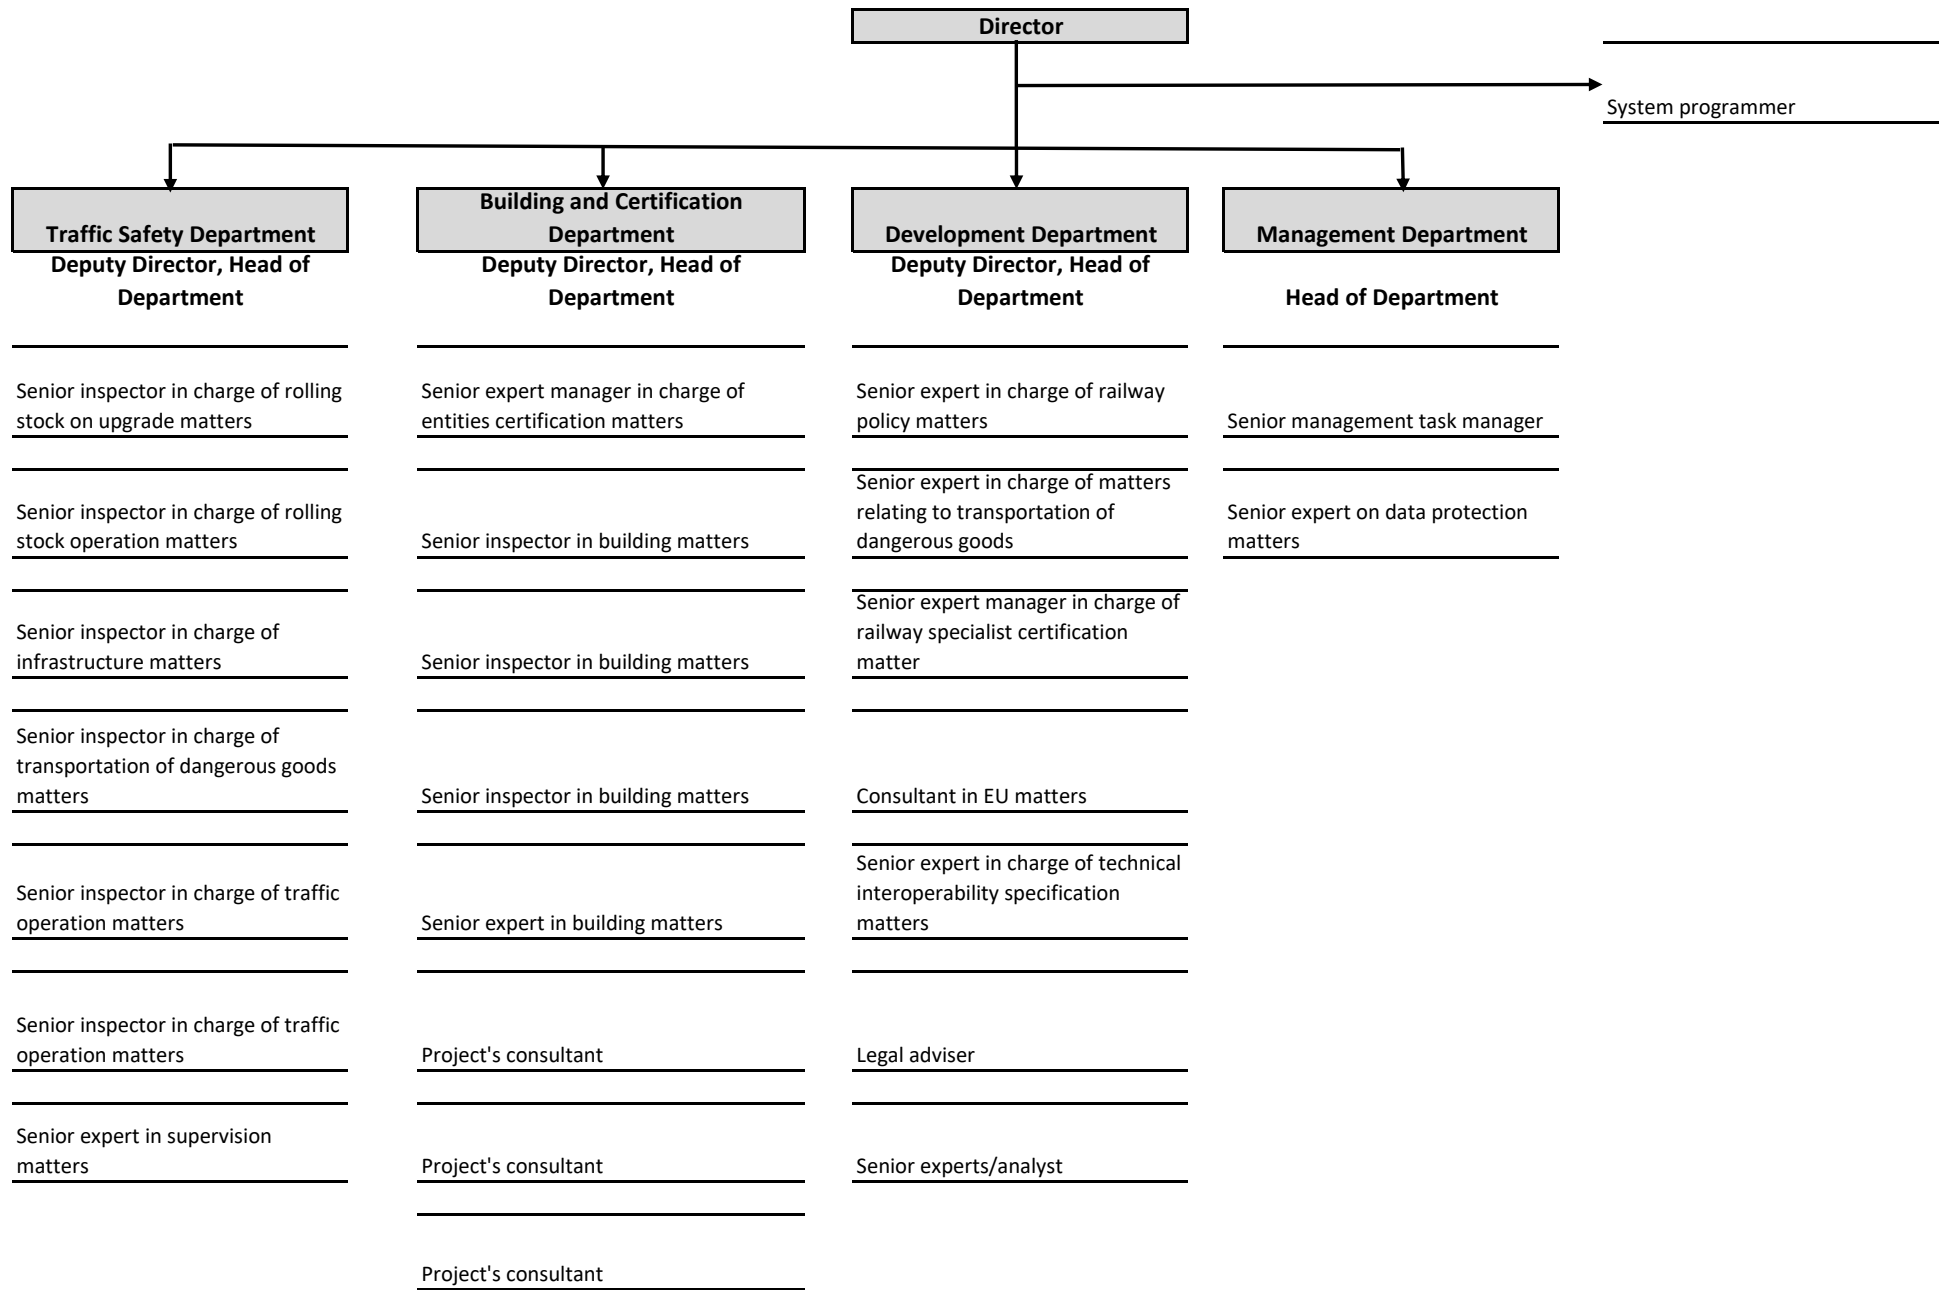 Director
System programmer
Traffic Safety Department
Deputy Director, Head of
Department
Senior inspector in charge of rolling
stock on upgrade matters
Senior inspector in charge of rolling
stock operation matters
Senior inspector in charge of
infrastructure matters
Senior inspector in charge of
transportation of dangerous goods
matters
Senior inspector in charge of traffic
operation matters
Senior inspector in charge of traffic
operation matters
Senior expert in supervision
matters
Building and Certification
Department
Deputy Director, Head of
Department
Senior expert manager in charge of
entities certification matters
Senior inspector in building matters
Senior inspector in building matters
Senior inspector in building matters
Senior expert in building matters
Project's consultant
Project's consultant
Project's consultant
Development Department
Deputy Director, Head of
Department
Senior expert in charge of railway
policy matters
Senior expert in charge of matters
relating to transportation of
dangerous goods
Senior expert manager in charge of
railway specialist certification
matter
Consultant in EU matters
Senior expert in charge of technical
interoperability specification
matters
Legal adviser
Senior experts/analyst
Management Department
Head of Department
Senior management task manager
Senior expert on data protection
matters